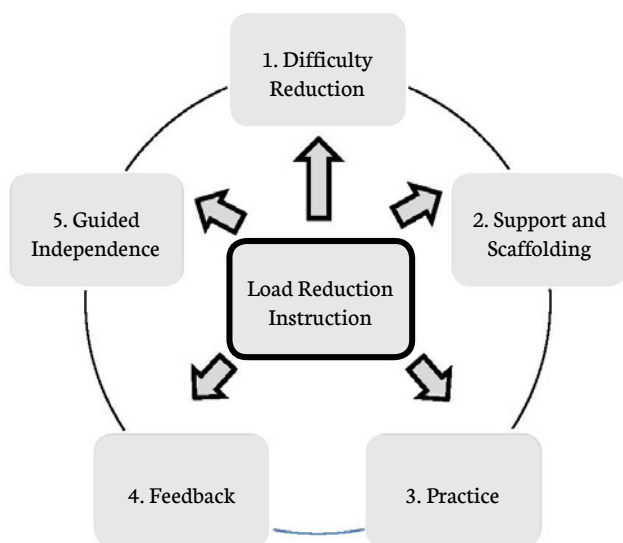 1. Difficulty
Reduction
2. Support and
Scaffolding
3. Practice
4. Feedback
5. Guided
Independence
Load Reduction
Instruction